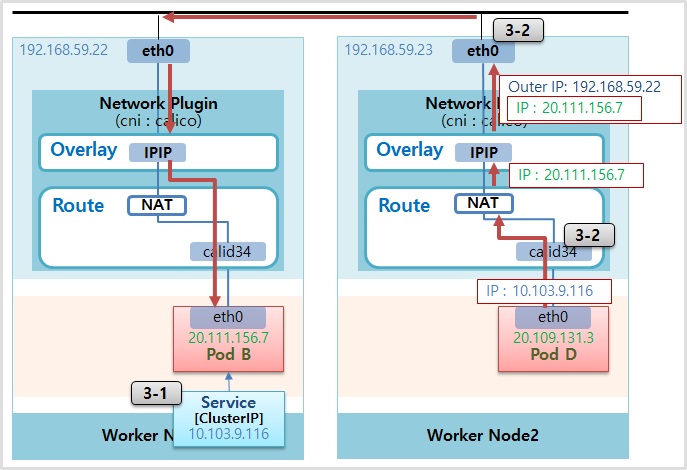 3-2
192.168.59.22
eth0
192.168.59.23
eth0
Outer IP: 192.168.59.22
IP : 20.111.156.7
Network Plugin
(cni : calico)
Network
(cni : calico)
Overlay
IPIP
Overlay
IPIP
IP : 20.111.156.7
Route
NAT
Route
NAT
3-2
calid34
calid34
IP : 10.103.9.116
eth0
20.111.156.7
Pod B
eth0
20.109.131.3
Pod D
3-1
Service
[ClusterIP]
10.103.9.116
Worker
Worker Node2